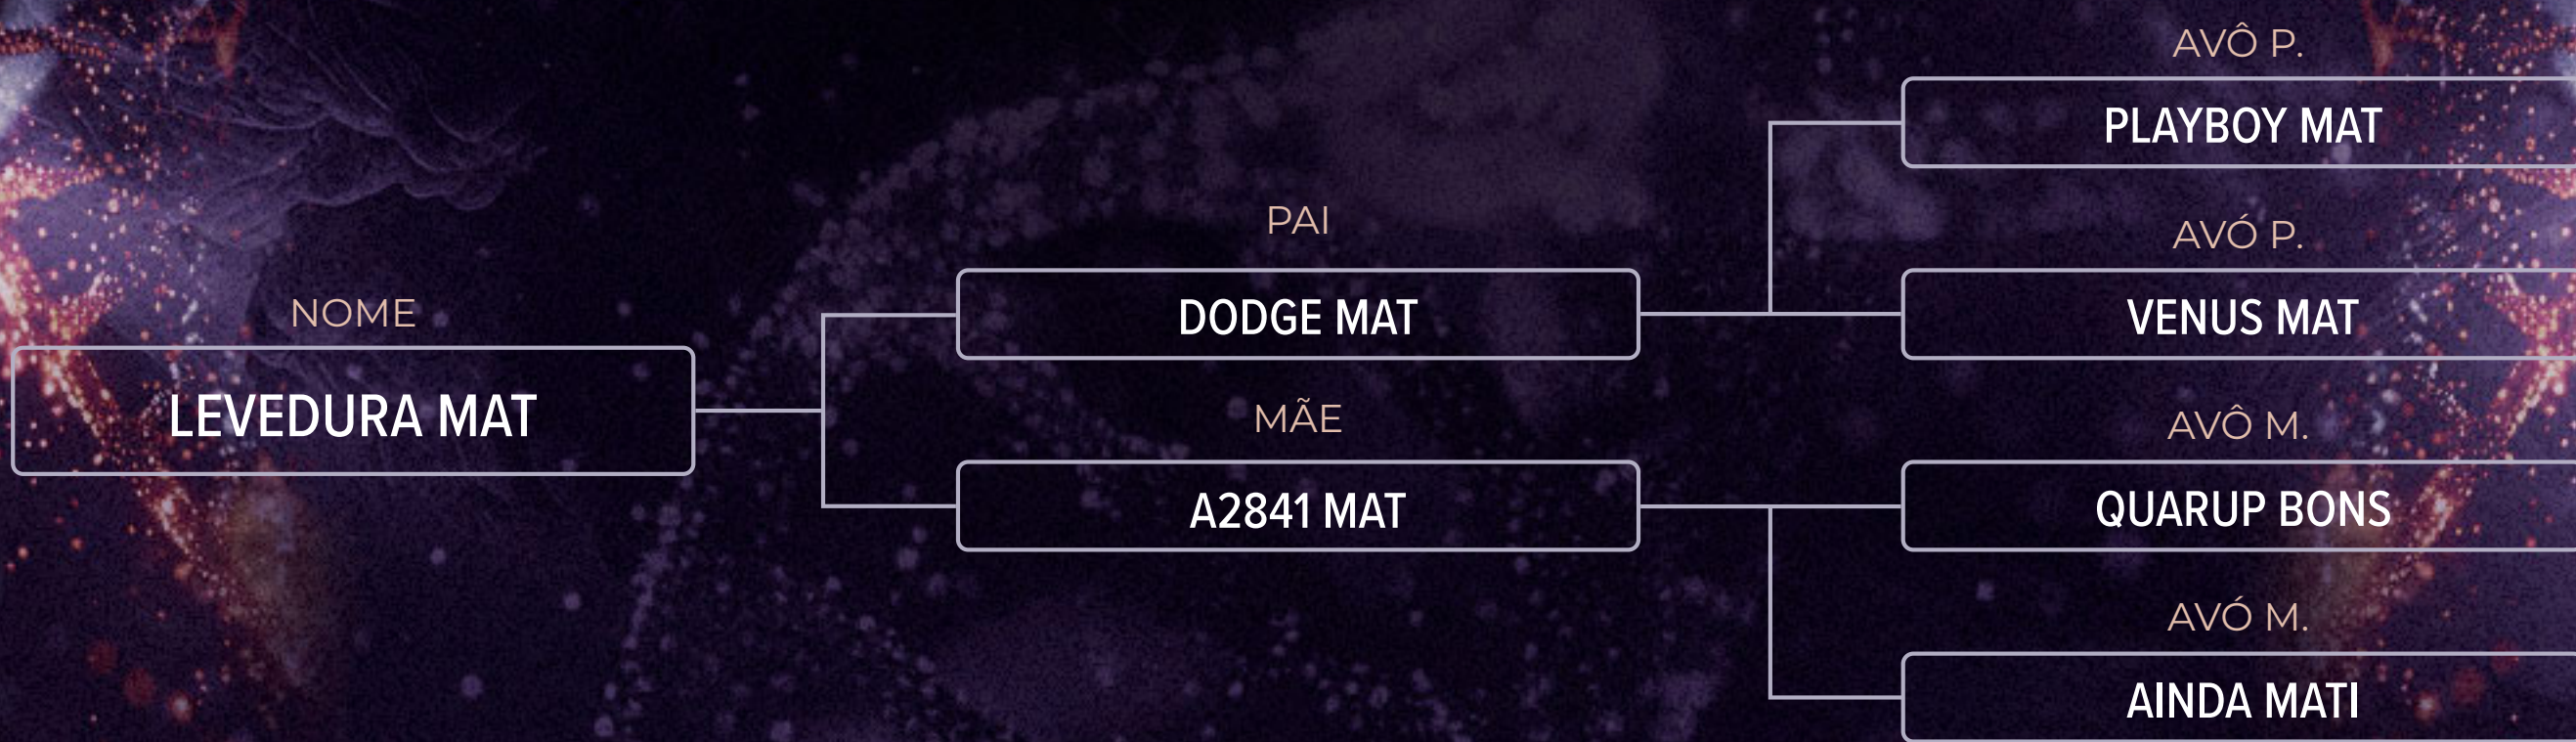 NOME
LEVEDURA MAT
PAI
DODGE MAT
MÃE
A2841 MAT
AVÔ P.
PLAYBOY MAT
AVÓ P.
VENUS MAT
AVÔ M.
QUARUP BONS
AVÓ M.
AINDA MATI